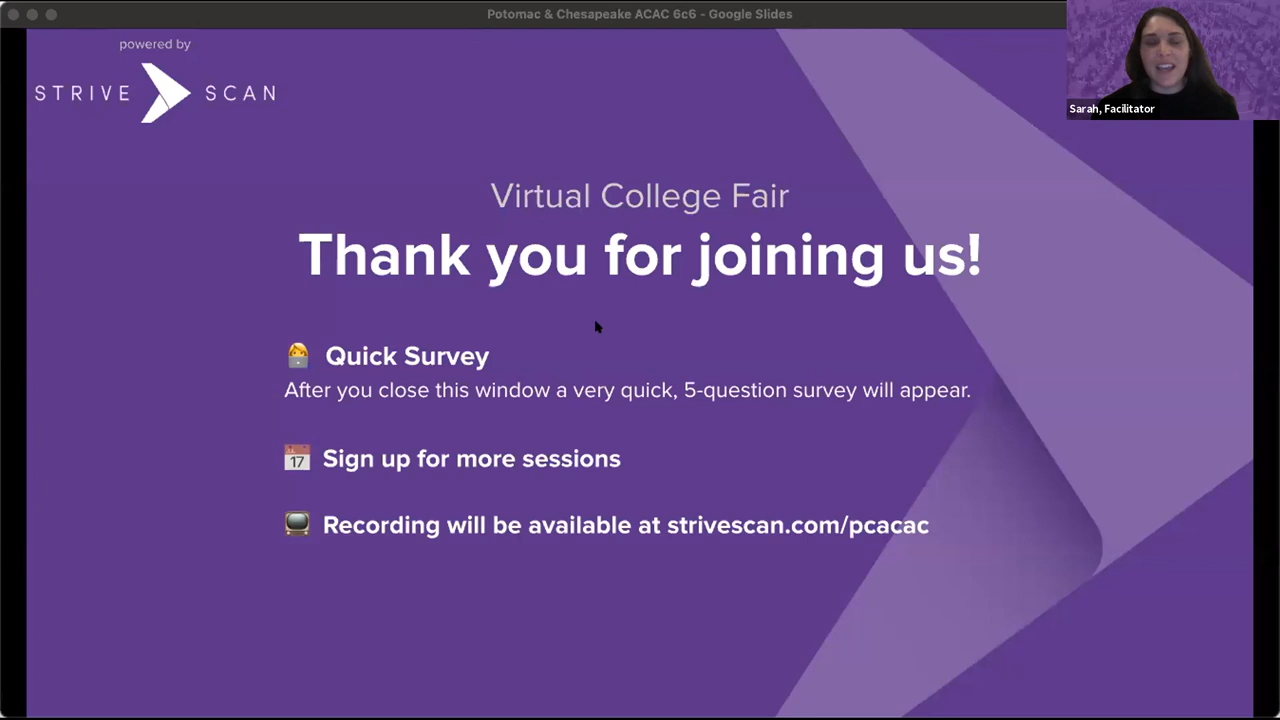 Potomac & Chesapeake ACAC 6c6 - Google Slides
powered by
STRIVE SCAN
Sarah, Facilitator
Virtual College Fair
Thank you for joining us!
Quick Survey
After you close this window a very quick, 5-question survey will appear.
17
Sign up for more sessions
Recording will be available at strivescan.com/pcacac